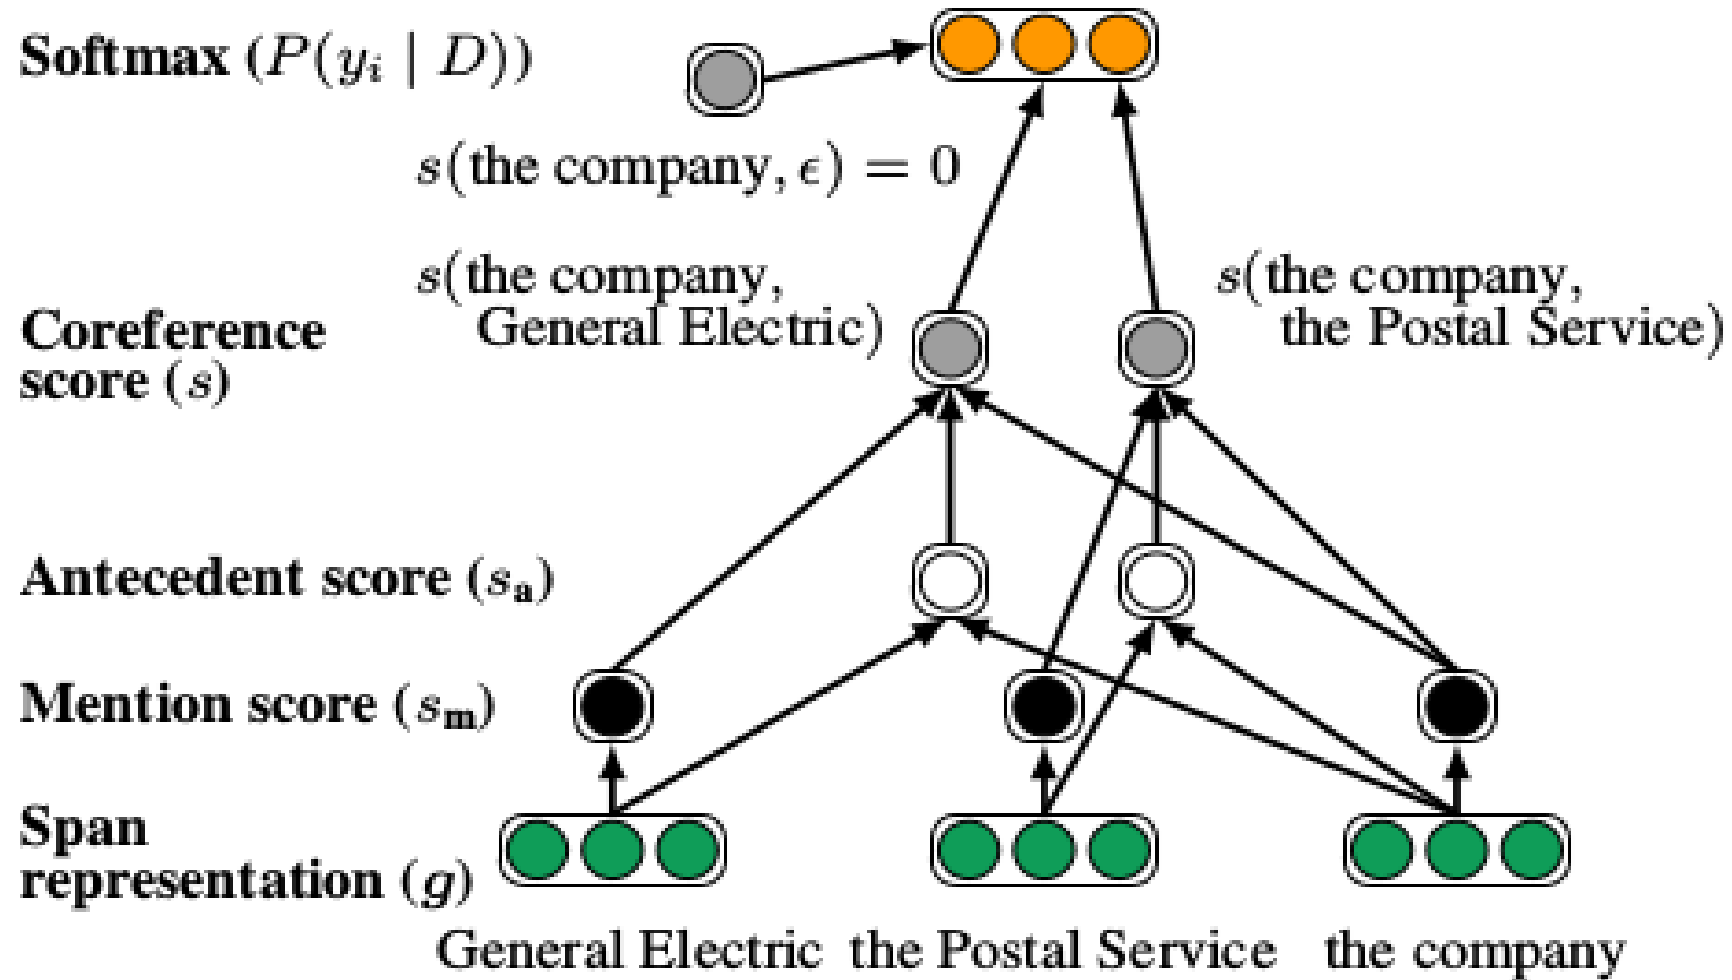 Softmax (P(y_i | D))
s(the company, ϵ) = 0
s(the company,
General Electric)
s(the company,
the Postal Service)
Coreference
score (s)
Antecedent score (s_a)
Mention score (s_m)
Span
representation (g)
General Electric the Postal Service the company